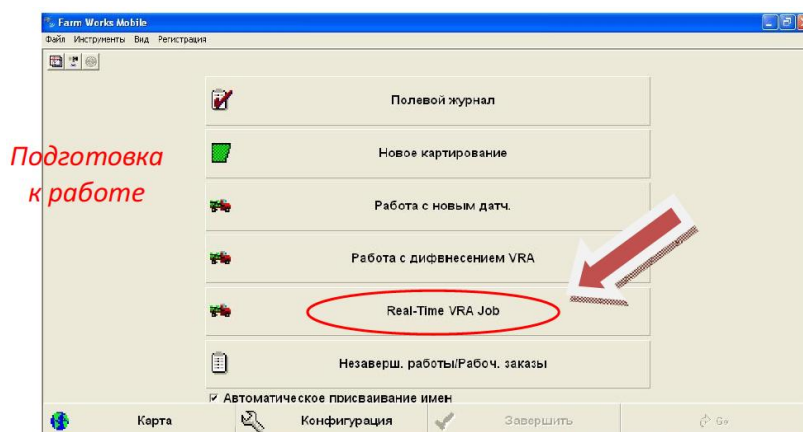 Farm Works Mobile
Файл Инструменты Вид Регистрация
Полевой журнал
Подготовка
к работе
Новое картирование
Работа с новым датч.
Работа с дифвнесением VRA
Real-Time VRA Job
Незаверш. работы/Рабоч. заказы
Автоматическое присваивание имен
Карта Конфигурация Завершить Go